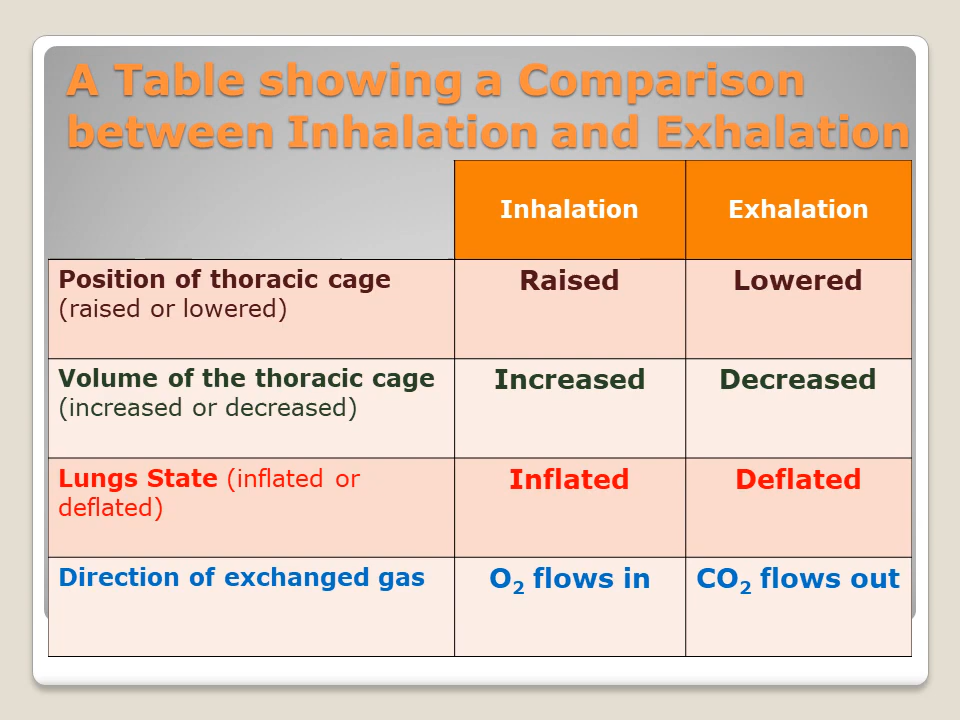 A Table showing a Comparison
between Inhalation and Exhalation
Inhalation Exhalation
Position of thoracic cage Raised Lowered
(raised or lowered)
Volume of the thoracic cage Increased Decreased
(increased or decreased)
Lungs State (inflated or Inflated Deflated
deflated)
Direction of exchanged gas O₂ flows in CO₂ flows out